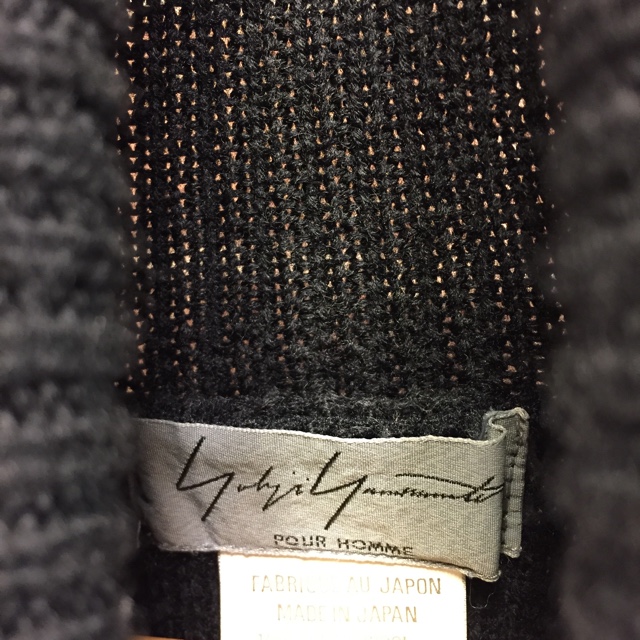 Yohji Yamamoto
POUR HOMME
FABRIQUE AU JAPON
MADE IN JAPAN